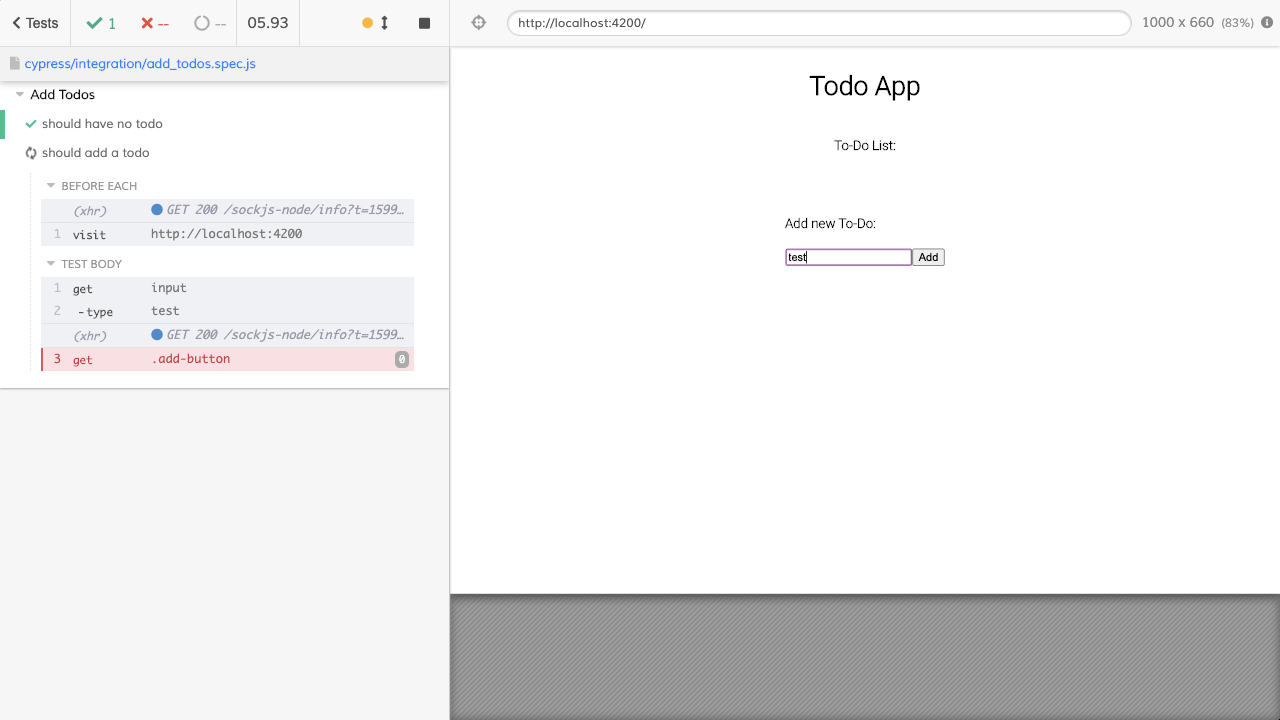 Tests 1 -- -- 05.93
cypress/integration/add_todos.spec.js
Add Todos
should have no todo
should add a todo
BEFORE EACH
(xhr) GET 200 /sockjs-node/info?t=1599…
1 visit http://localhost:4200
TEST BODY
1 get input
2 -type test
(xhr) GET 200 /sockjs-node/info?t=1599…
3 get .add-button 0
http://localhost:4200/ 1000 x 660 (83%)
Todo App
To-Do List:
Add new To-Do:
test Add